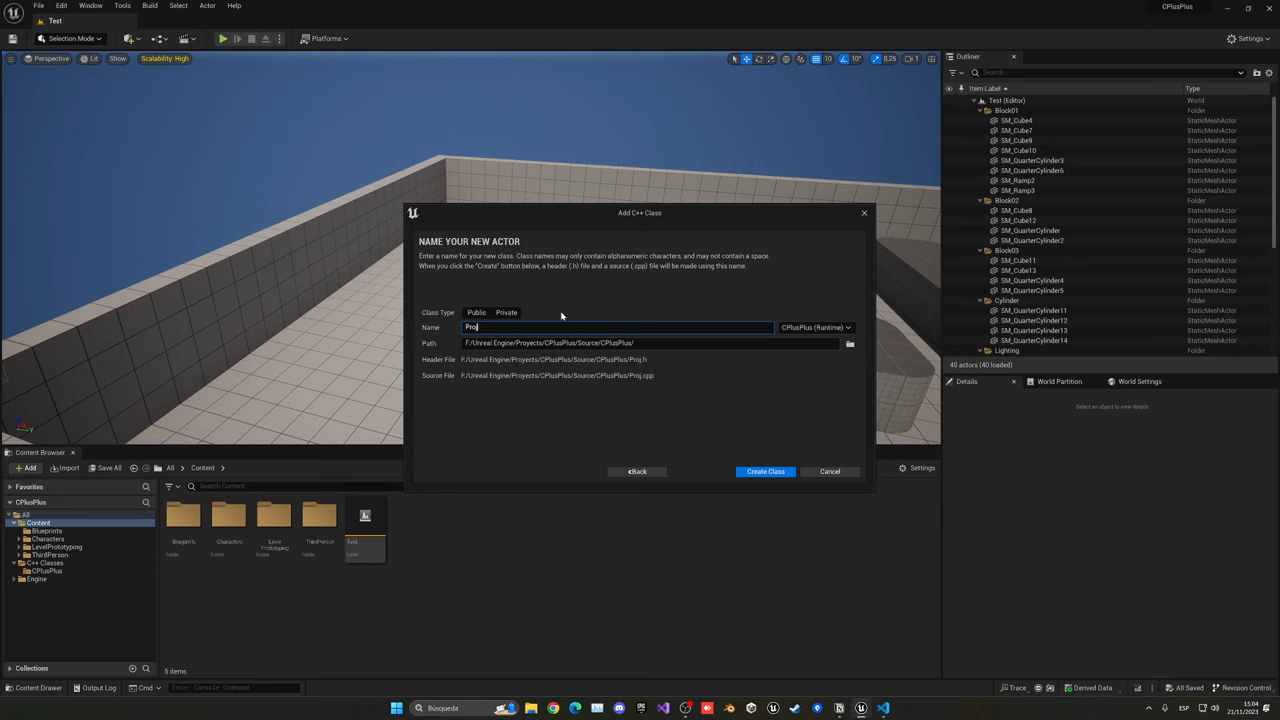 File Edit Window Tools Build Select Actor Help
CPlusPlus
Test
Selection Mode
Platforms
Settings
Perspective Lit Show Scalability: High
10 10° 0,25 1
Outliner
Search...
Item Label Type
Test (Editor) World
Block01 Folder
SM_Cube4 StaticMeshActor
SM_Cube7 StaticMeshActor
SM_Cube9 StaticMeshActor
SM_Cube10 StaticMeshActor
SM_QuarterCylinder3 StaticMeshActor
SM_QuarterCylinder6 StaticMeshActor
SM_Ramp2 StaticMeshActor
SM_Ramp3 StaticMeshActor
Block02 Folder
SM_Cube8 StaticMeshActor
SM_Cube12 StaticMeshActor
SM_QuarterCylinder StaticMeshActor
SM_QuarterCylinder2 StaticMeshActor
Block03 Folder
SM_Cube11 StaticMeshActor
SM_Cube13 StaticMeshActor
SM_QuarterCylinder4 StaticMeshActor
SM_QuarterCylinder5 StaticMeshActor
Cylinder Folder
SM_QuarterCylinder11 StaticMeshActor
SM_QuarterCylinder12 StaticMeshActor
SM_QuarterCylinder13 StaticMeshActor
SM_QuarterCylinder14 StaticMeshActor
Lighting Folder
40 actors (40 loaded)
Details World Partition World Settings
Select an object to view details.
Add C++ Class
NAME YOUR NEW ACTOR
Enter a name for your new class. Class names may only contain alphanumeric characters, and may not contain a space.
When you click the "Create" button below, a header (.h) file and a source (.cpp) file will be made using this name.
Class Type Public Private
Name Proj CPlusPlus (Runtime)
Path F:/Unreal Engine/Proyects/CPlusPlus/Source/CPlusPlus/
Header File F:/Unreal Engine/Proyects/CPlusPlus/Source/CPlusPlus/Proj.h
Source File F:/Unreal Engine/Proyects/CPlusPlus/Source/CPlusPlus/Proj.cpp
<Back Create Class Cancel
Content Browser
Add Import Save All All Content Settings
Favorites
Search Content
CPlusPlus
All
Content
Blueprints
Characters
LevelPrototyping
ThirdPerson
C++ Classes
CPlusPlus
Engine
Blueprints Characters Level Prototyping ThirdPerson Test
Folder Folder Folder Folder Level
Collections
5 items
Content Drawer Output Log Cmd Enter Console Command
Trace Derived Data All Saved Revision Control
Búsqueda
ESP
15:04
21/11/2023